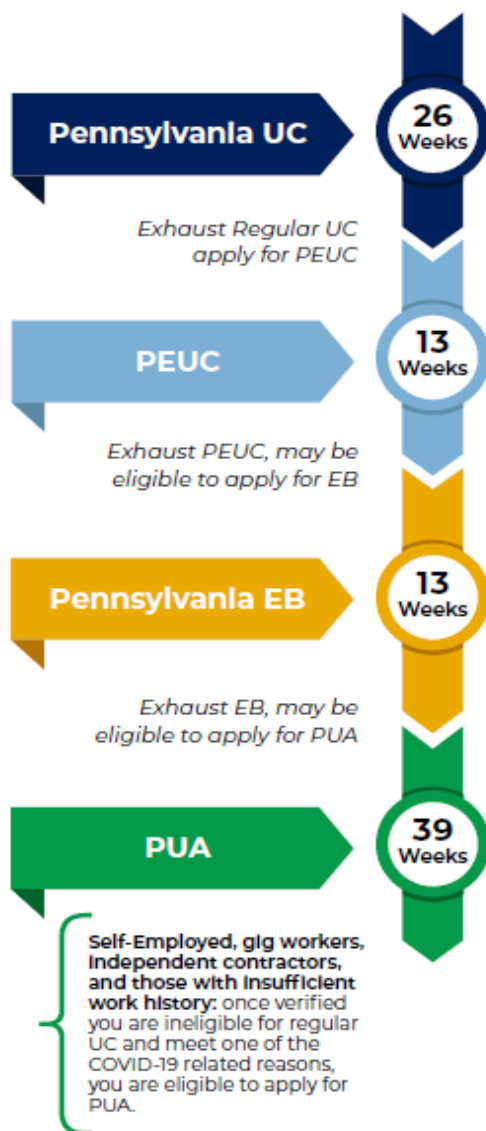 Pennsylvania UC
26
Weeks
Exhaust Regular UC
apply for PEUC
PEUC
13
Weeks
Exhaust PEUC, may be
eligible to apply for EB
Pennsylvania EB
13
Weeks
Exhaust EB, may be
eligible to apply for PUA
PUA
39
Weeks
Self-Employed, gig workers,
independent contractors,
and those with insufficient
work history: once verified
you are ineligible for regular
UC and meet one of the
COVID-19 related reasons,
you are eligible to apply for
PUA.